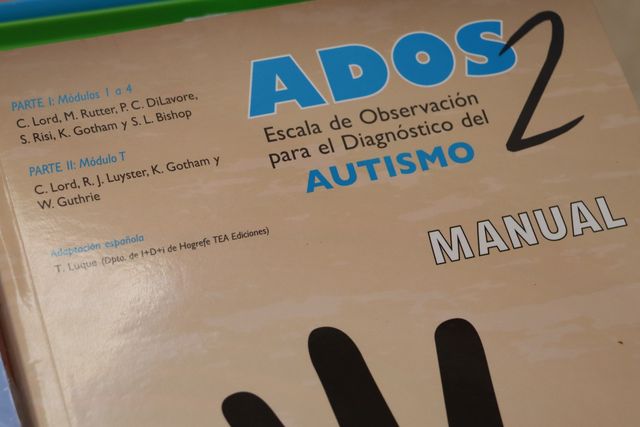 PARTE I: Módulos 1 a 4
C. Lord, M. Rutter, P. C. DiLavore,
S. Risi, K. Gotham y S. L. Bishop
PARTE II: Módulo T
C. Lord, R. J. Luyster, K. Gotham y
W. Guthrie
Adaptación española
T. Luque (Dpto. de I+D+i de Hogrefe TEA Ediciones)
ADOS 2
Escala de Observación
para el Diagnóstico del
AUTISMO
MANUAL